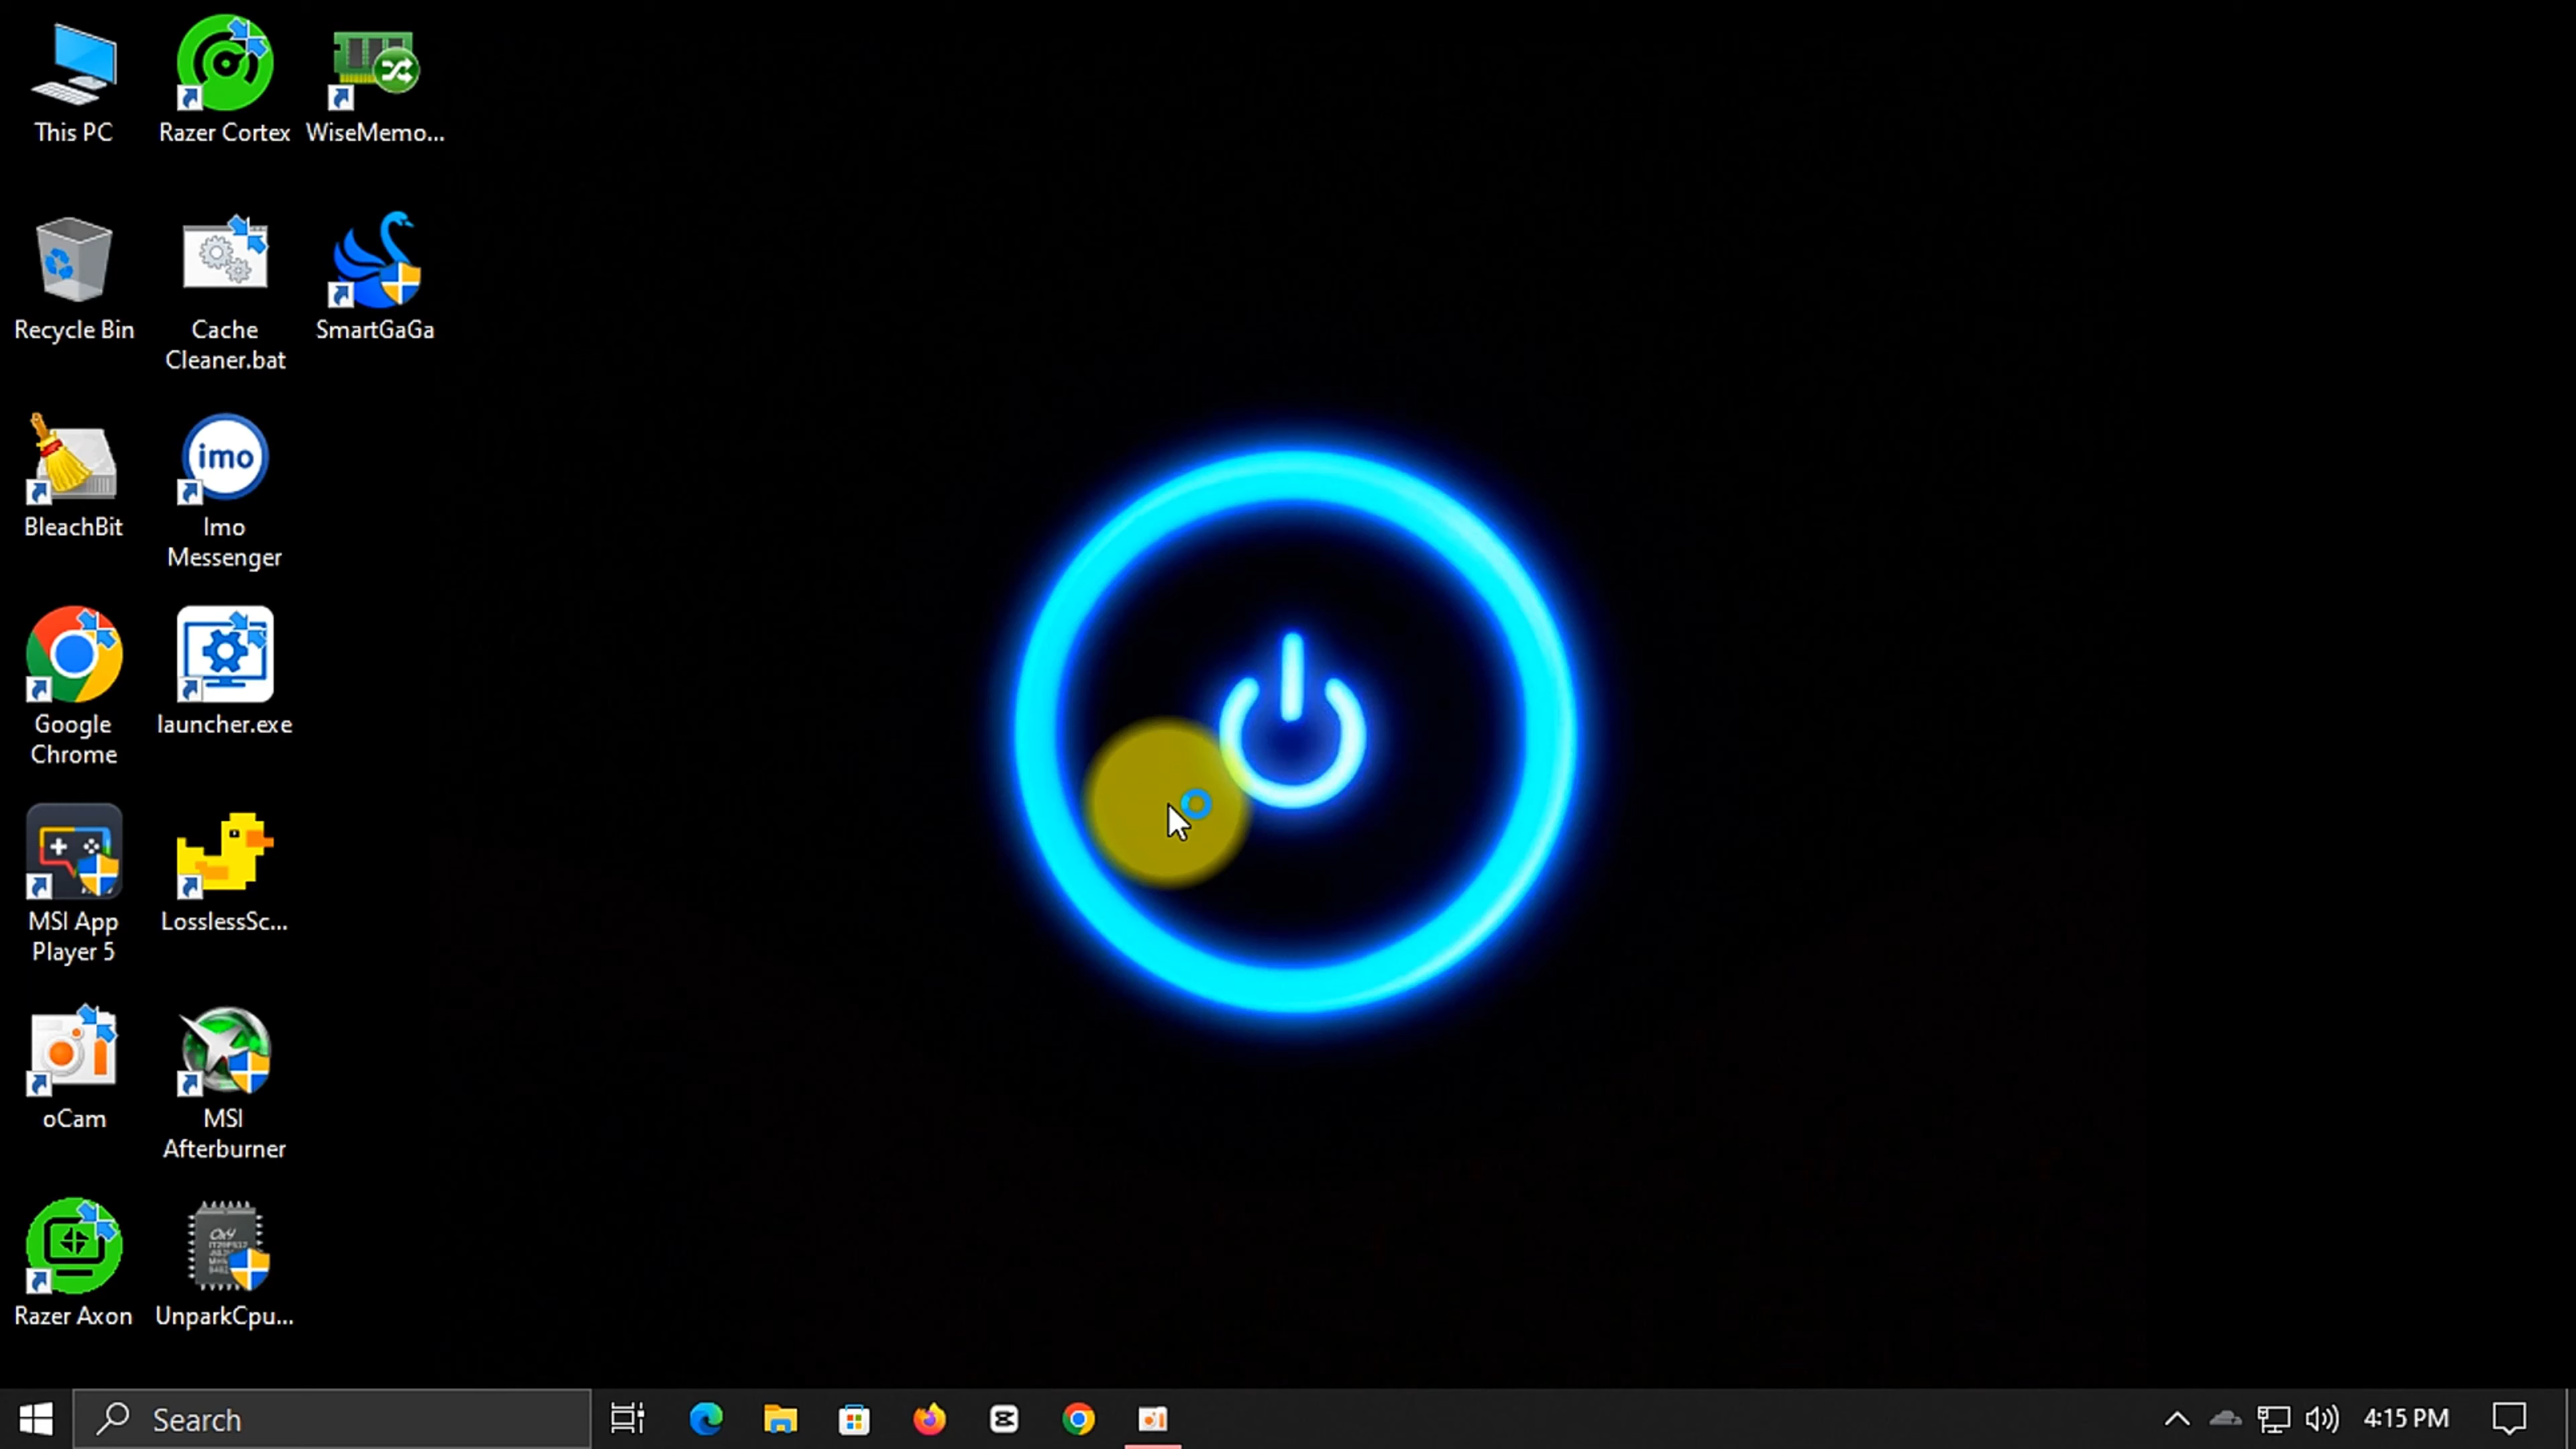 This PC
Razer Cortex
WiseMemo...
Recycle Bin
Cache
Cleaner.bat
SmartGaGa
BleachBit
imo
Imo
Messenger
Google
Chrome
launcher.exe
MSI App
Player 5
LosslessSc...
oCam
MSI
Afterburner
Razer Axon
UnparkCpu...
Search
4:15 PM